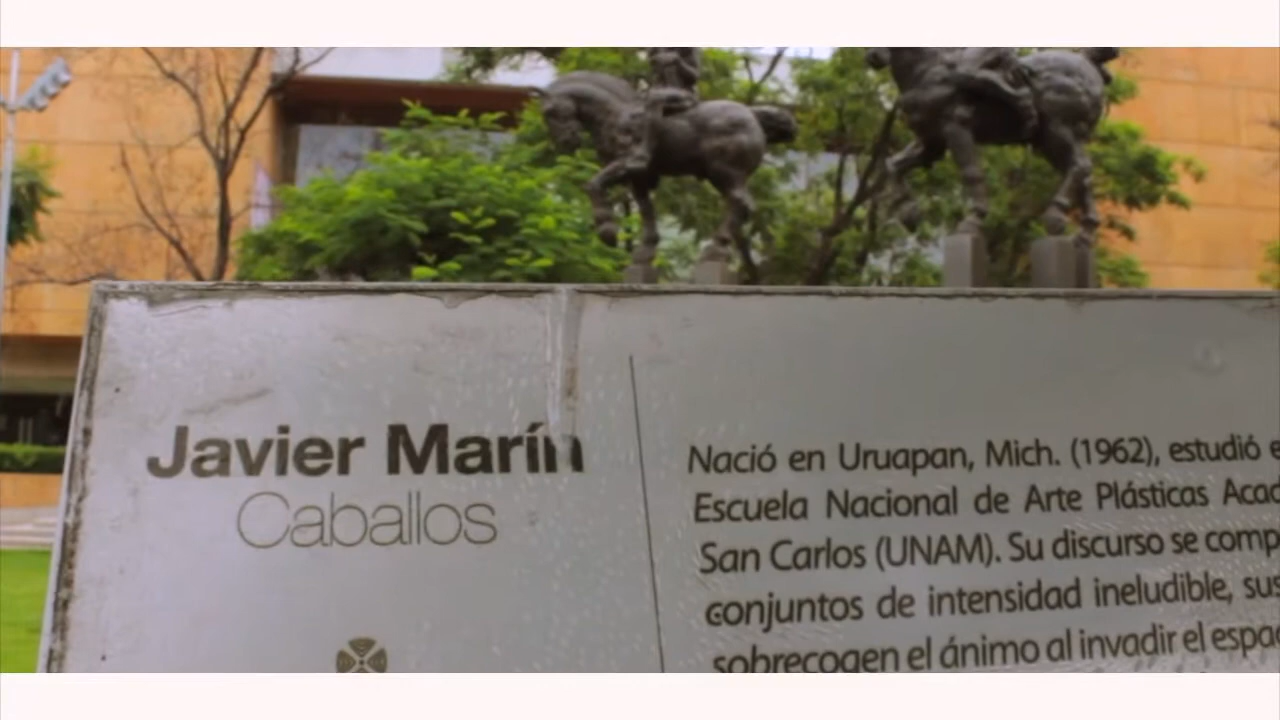 Javier Marín
Caballos
Nació en Uruapan, Mich. (1962), estudió
Escuela Nacional de Arte Plásticas
San Carlos (UNAM). Su discurso se
conjuntos de intensidad ineludible,
sobrecogen el ánimo al invadir el